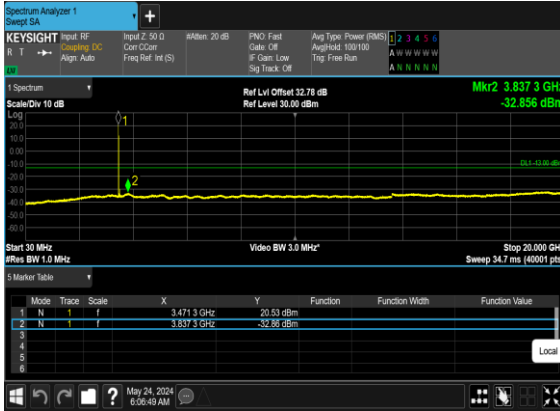 Spectrum Analyzer 1
Swept SA
+
KEYSIGHT
R T
Input: RF
Coupling: DC
Align: Auto
Input Z: 50 Ω
Corr CCorr
Freq Ref: Int (S)
#Atten: 20 dB
PNO: Fast
Gate: Off
IF Gain: Low
Sig Track: Off
Avg Type: Power (RMS)
Avg|Hold: 100/100
Trig: Free Run
1 2 3 4 5 6
A W W W W W
A N N N N N
1 Spectrum
Scale/Div 10 dB
Ref Lvl Offset 32.78 dB
Ref Level 30.00 dBm
Mkr2 3.837 3 GHz
-32.856 dBm
Log
20.0
10.0
0.00
-10.0
-20.0
-30.0
-40.0
-50.0
-60.0
1
2
DL1 -13.00 dBm
Start 30 MHz
#Res BW 1.0 MHz
Video BW 3.0 MHz*
Stop 20.000 GHz
Sweep 34.7 ms (40001 pts)
5 Marker Table
Mode Trace Scale X Y Function Function Width Function Value
1 N 1 f 3.471 3 GHz 20.53 dBm
2 N 1 f 3.837 3 GHz -32.86 dBm
3
4
5
6
Local
?
May 24, 2024
6:06:49 AM